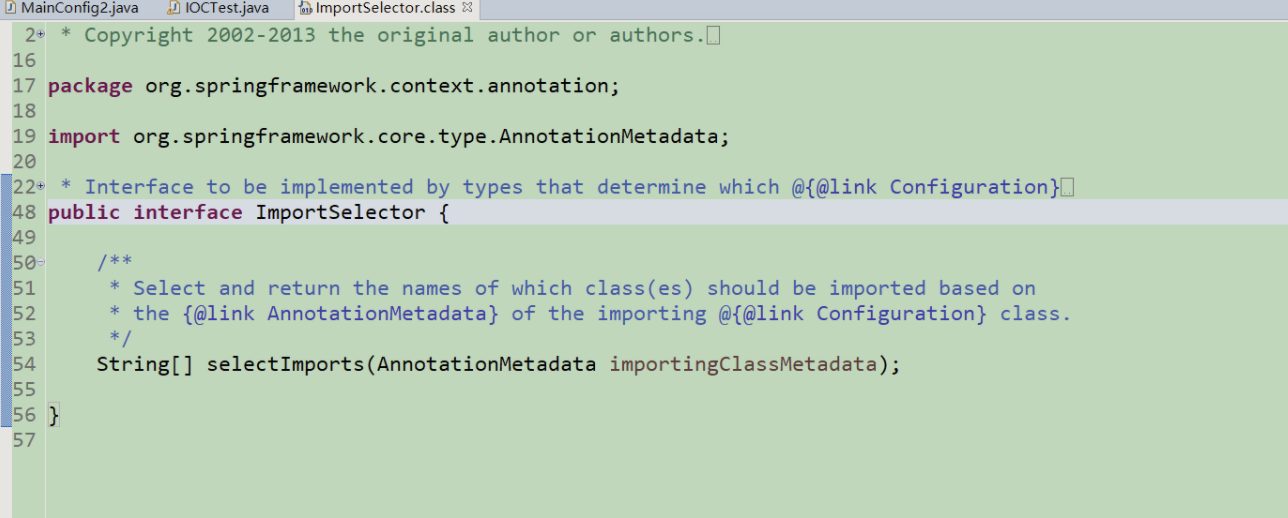 MainConfig2.java IOCTest.java ImportSelector.class
2 * Copyright 2002-2013 the original author or authors.
16
17 package org.springframework.context.annotation;
18
19 import org.springframework.core.type.AnnotationMetadata;
20
22 * Interface to be implemented by types that determine which @{@link Configuration}
48 public interface ImportSelector {
49
50 /**
51 * Select and return the names of which class(es) should be imported based on
52 * the {@link AnnotationMetadata} of the importing @{@link Configuration} class.
53 */
54 String[] selectImports(AnnotationMetadata importingClassMetadata);
55
56 }
57